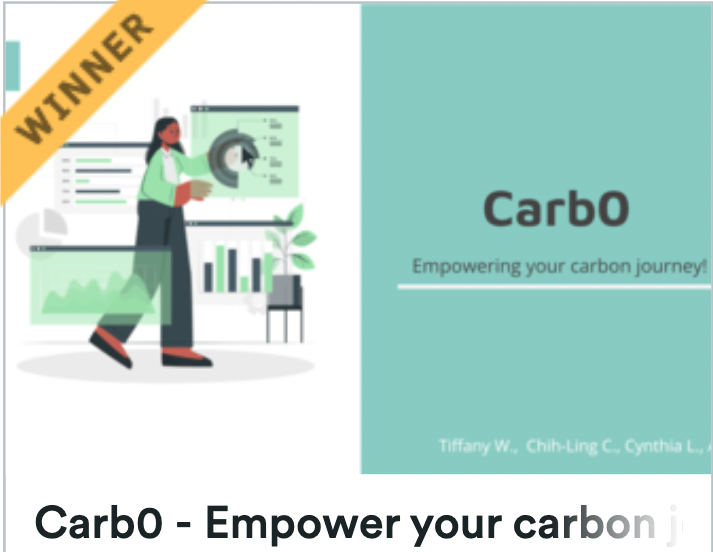 WINNER
Carb0
Empowering your carbon journey!
Tiffany W., Chih-Ling C., Cynthia L.,
Carb0 - Empower your carbon